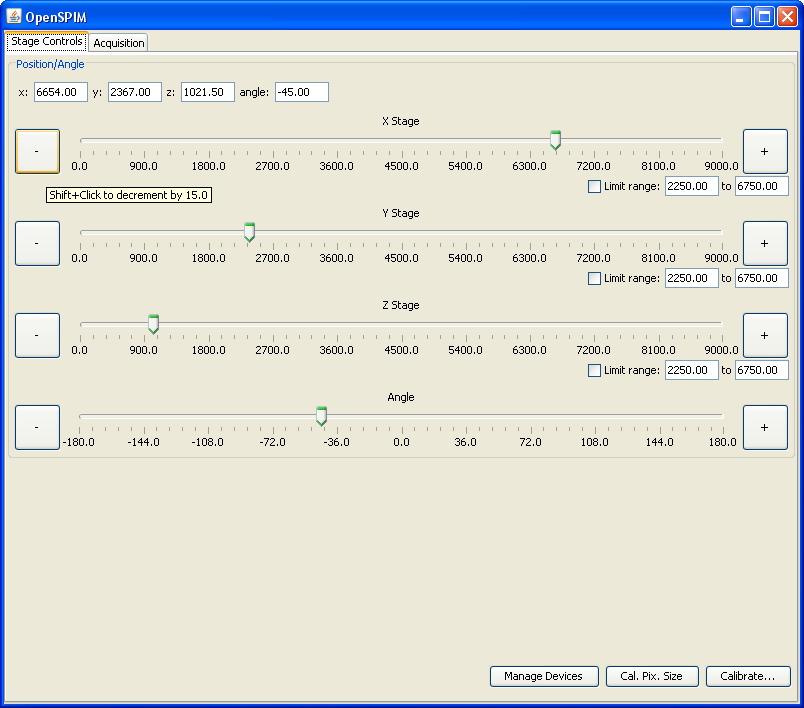 OpenSPIM
Stage Controls Acquisition
Position/Angle
x: 6654.00 y: 2367.00 z: 1021.50 angle: -45.00
X Stage
- +
0.0 900.0 1800.0 2700.0 3600.0 4500.0 5400.0 6300.0 7200.0 8100.0 9000.0
Limit range: 2250.00 to 6750.00
Shift+Click to decrement by 15.0
Y Stage
- +
0.0 900.0 1800.0 2700.0 3600.0 4500.0 5400.0 6300.0 7200.0 8100.0 9000.0
Limit range: 2250.00 to 6750.00
Z Stage
- +
0.0 900.0 1800.0 2700.0 3600.0 4500.0 5400.0 6300.0 7200.0 8100.0 9000.0
Limit range: 2250.00 to 6750.00
Angle
- +
-180.0 -144.0 -108.0 -72.0 -36.0 0.0 36.0 72.0 108.0 144.0 180.0
Manage Devices Cal. Pix. Size Calibrate...